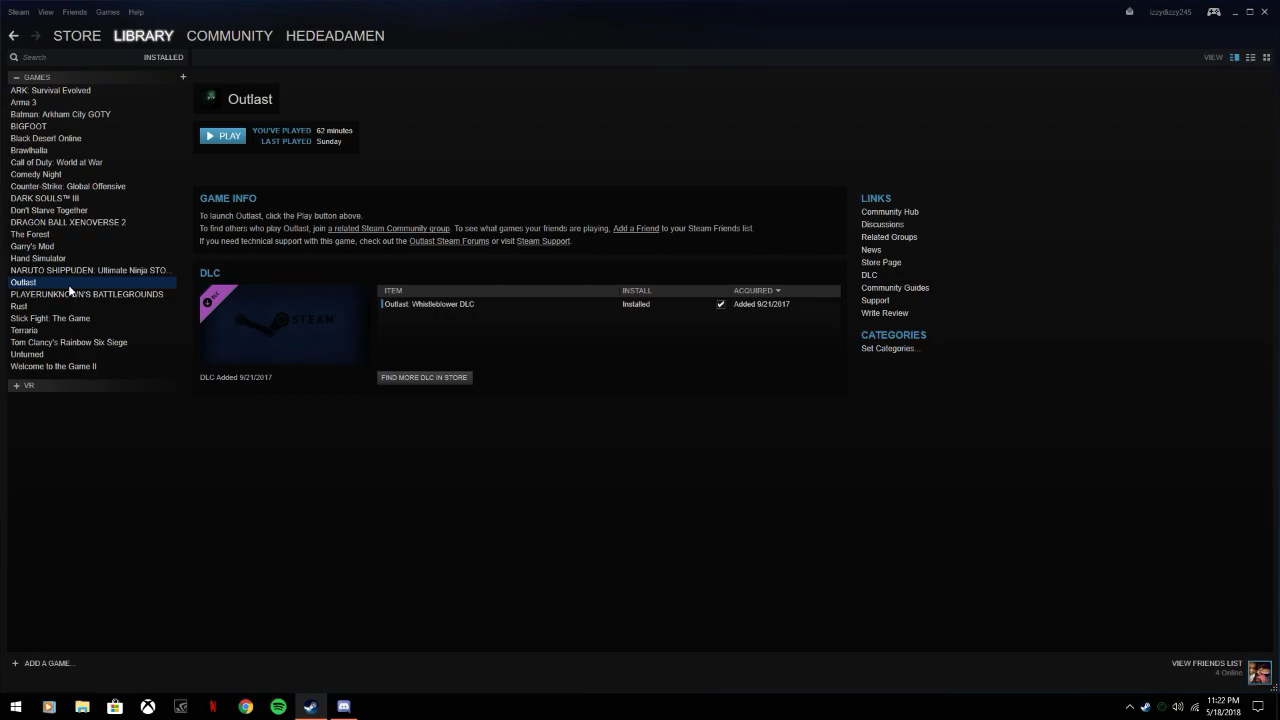 Steam View Friends Games Help
izzydizzy245
STORE LIBRARY COMMUNITY HEDEADAMEN
Search INSTALLED
VIEW
GAMES
ARK: Survival Evolved
Arma 3
Batman: Arkham City GOTY
BIGFOOT
Black Desert Online
Brawlhalla
Call of Duty: World at War
Comedy Night
Counter-Strike: Global Offensive
DARK SOULS™ III
Don't Starve Together
DRAGON BALL XENOVERSE 2
The Forest
Garry's Mod
Hand Simulator
NARUTO SHIPPUDEN: Ultimate Ninja STO...
Outlast
PLAYERUNKNOWN'S BATTLEGROUNDS
Rust
Stick Fight: The Game
Terraria
Tom Clancy's Rainbow Six Siege
Unturned
Welcome to the Game II
VR
Outlast
PLAY
YOU'VE PLAYED 62 minutes
LAST PLAYED Sunday
GAME INFO
To launch Outlast, click the Play button above.
To find others who play Outlast, join a related Steam Community group. To see what games your friends are playing, Add a Friend to your Steam Friends list.
If you need technical support with this game, check out the Outlast Steam Forums or visit Steam Support.
DLC
DLC
STEAM
ITEM INSTALL ACQUIRED
Outlast: Whistleblower DLC Installed Added 9/21/2017
DLC Added 9/21/2017
FIND MORE DLC IN STORE
LINKS
Community Hub
Discussions
Related Groups
News
Store Page
DLC
Community Guides
Support
Write Review
CATEGORIES
Set Categories...
ADD A GAME...
VIEW FRIENDS LIST
4 Online
11:22 PM
5/18/2018